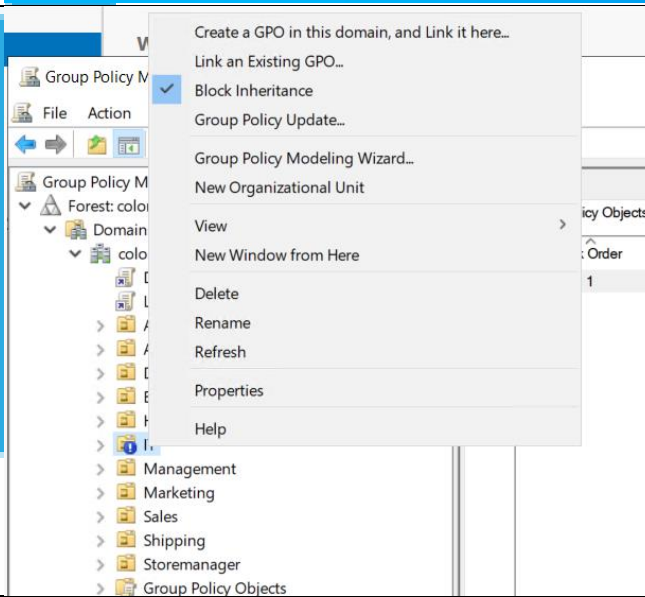 W
Create a GPO in this domain, and Link it here...
Link an Existing GPO...
Group Policy M
Block Inheritance
File Action
Group Policy Update...
Group Policy Modeling Wizard...
Group Policy M
New Organizational Unit
Forest: color
icy Objects
Domain
View
colo
New Window from Here
Order
D
1
L
Delete
A
Rename
A
Refresh
D
E
Properties
H
Help
IT
Management
Marketing
Sales
Shipping
Storemanager
Group Policy Objects